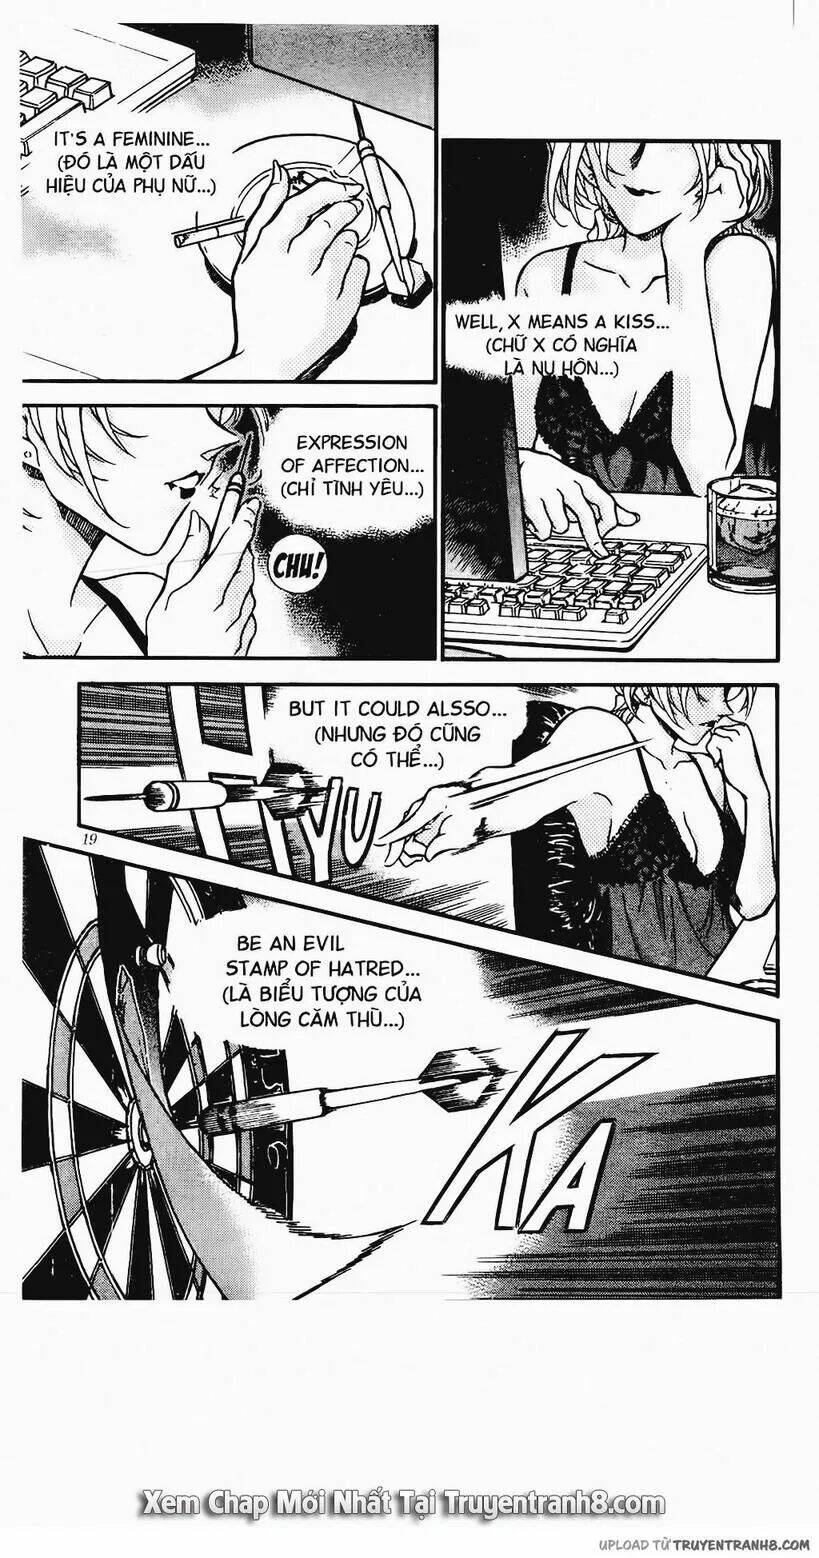 WELL, X MEANS A KISS...
(CHỮ X CÓ NGHĨA
LÀ NỤ HÔN...)
IT'S A FEMININE...
(ĐÓ LÀ MỘT DẤU
HIỆU CỦA PHỤ NỮ...)
EXPRESSION
OF AFFECTION...
(CHỈ TÌNH YÊU...)
CHU!
BUT IT COULD ALSSO...
(NHƯNG ĐÓ CŨNG
CÓ THỂ...)
YU
19
BE AN EVIL
STAMP OF HATRED...
(LÀ BIỂU TƯỢNG CỦA
LÒNG CĂM THÙ...)
KA
Xem Chap Mới Nhất Tại Truyentranh8.com
UPLOAD TỪ TRUYENTRANH8.COM